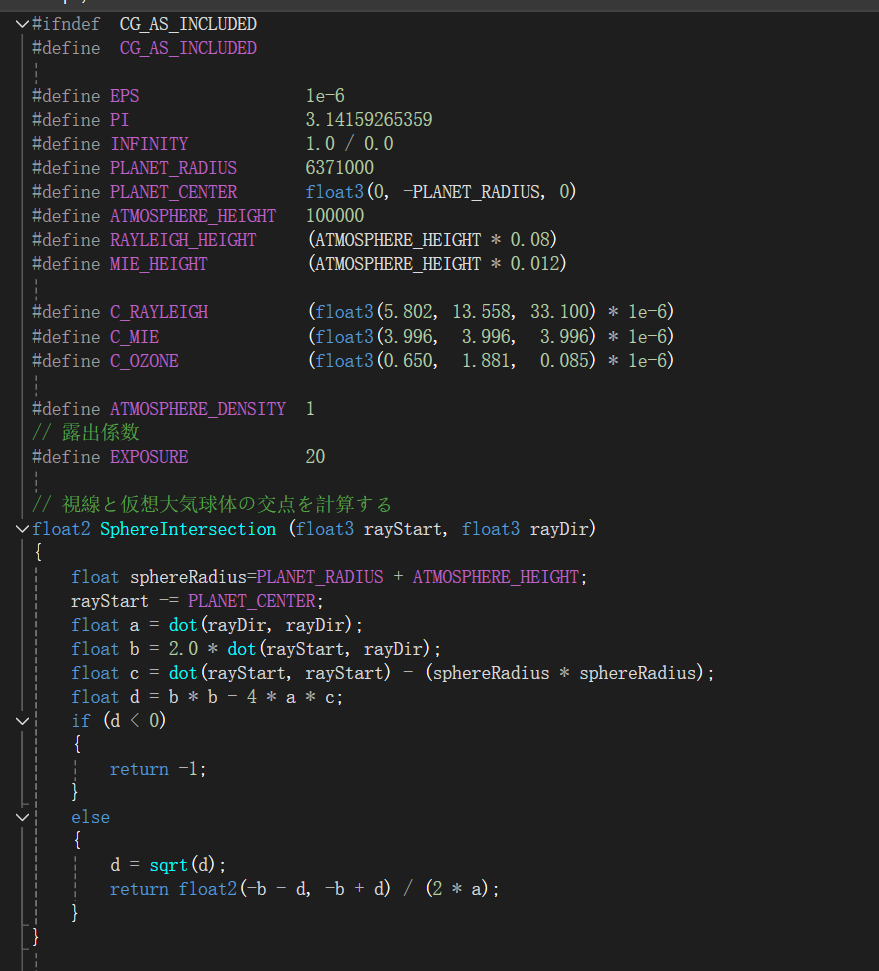 #ifndef  CG_AS_INCLUDED
#define  CG_AS_INCLUDED
#define EPS                 1e-6
#define PI                  3.14159265359
#define INFINITY            1.0 / 0.0
#define PLANET_RADIUS       6371000
#define PLANET_CENTER       float3(0, -PLANET_RADIUS, 0)
#define ATMOSPHERE_HEIGHT   100000
#define RAYLEIGH_HEIGHT     (ATMOSPHERE_HEIGHT * 0.08)
#define MIE_HEIGHT          (ATMOSPHERE_HEIGHT * 0.012)
#define C_RAYLEIGH          (float3(5.802, 13.558, 33.100) * 1e-6)
#define C_MIE               (float3(3.996,  3.996,  3.996) * 1e-6)
#define C_OZONE             (float3(0.650,  1.881,  0.085) * 1e-6)
#define ATMOSPHERE_DENSITY  1
// 露出係数
#define EXPOSURE            20
// 視線と仮想大気球体の交点を計算する
float2 SphereIntersection (float3 rayStart, float3 rayDir)
{
    float sphereRadius=PLANET_RADIUS + ATMOSPHERE_HEIGHT;
    rayStart -= PLANET_CENTER;
    float a = dot(rayDir, rayDir);
    float b = 2.0 * dot(rayStart, rayDir);
    float c = dot(rayStart, rayStart) - (sphereRadius * sphereRadius);
    float d = b * b - 4 * a * c;
    if (d < 0)
    {
        return -1;
    }
    else
    {
        d = sqrt(d);
        return float2(-b - d, -b + d) / (2 * a);
    }
}